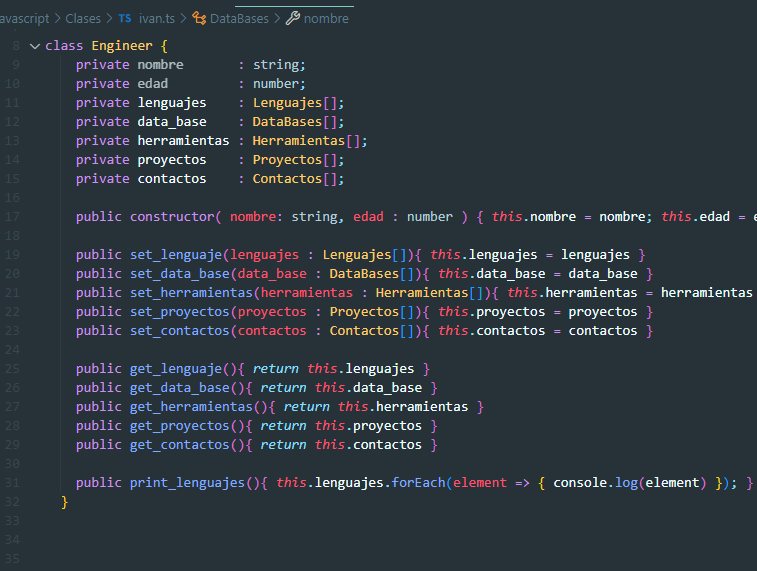 avascript > Clases > TS ivan.ts > DataBases > nombre
8 class Engineer {
9 private nombre : string;
10 private edad : number;
11 private lenguajes : Lenguajes[];
12 private data_base : DataBases[];
13 private herramientas : Herramientas[];
14 private proyectos : Proyectos[];
15 private contactos : Contactos[];
16
17 public constructor( nombre: string, edad : number ) { this.nombre = nombre; this.edad = e
18
19 public set_lenguaje(lenguajes : Lenguajes[]){ this.lenguajes = lenguajes }
20 public set_data_base(data_base : DataBases[]){ this.data_base = data_base }
21 public set_herramientas(herramientas : Herramientas[]){ this.herramientas = herramientas
22 public set_proyectos(proyectos : Proyectos[]){ this.proyectos = proyectos }
23 public set_contactos(contactos : Contactos[]){ this.contactos = contactos }
24
25 public get_lenguaje(){ return this.lenguajes }
26 public get_data_base(){ return this.data_base }
27 public get_herramientas(){ return this.herramientas }
28 public get_proyectos(){ return this.proyectos }
29 public get_contactos(){ return this.contactos }
30
31 public print_lenguajes(){ this.lenguajes.forEach(element => { console.log(element) }); }
32 }
33
34
35